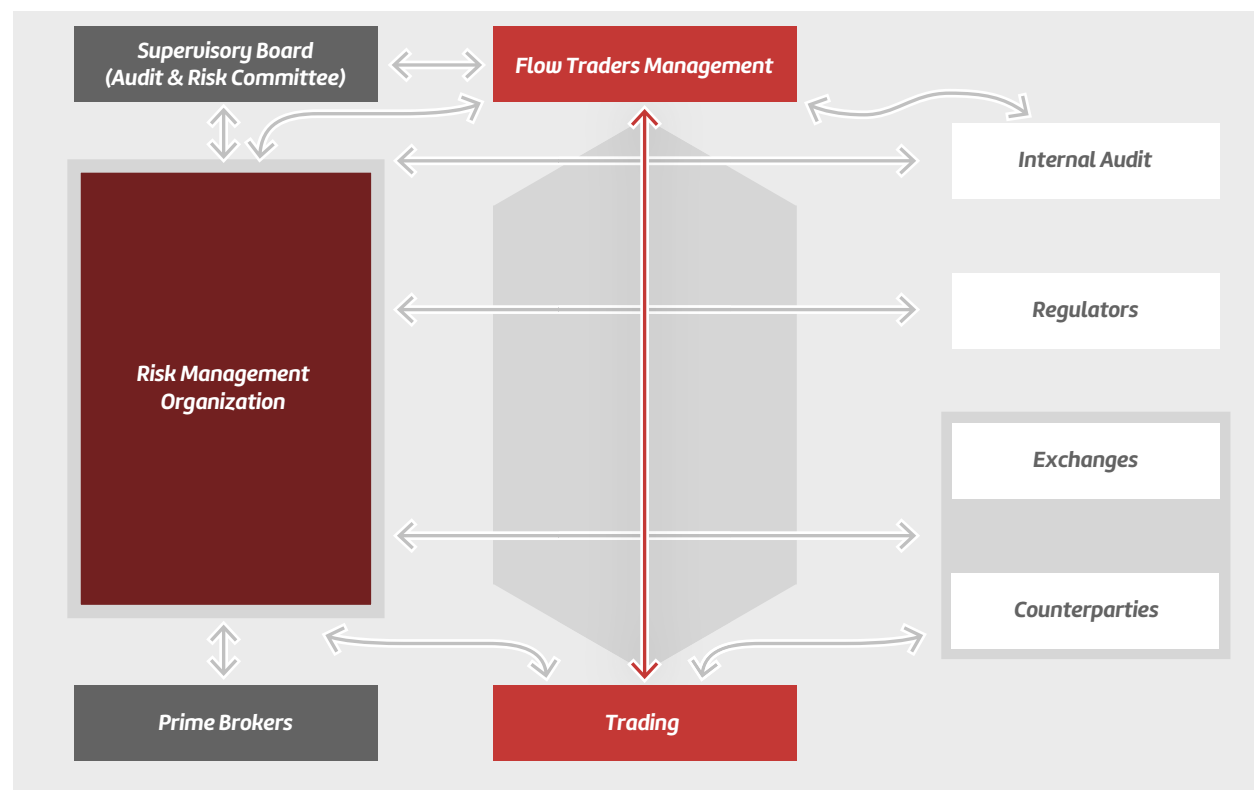 Supervisory Board
(Audit & Risk Committee)
Flow Traders Management
Internal Audit
Regulators
Risk Management
Organization
Exchanges
Counterparties
Prime Brokers
Trading